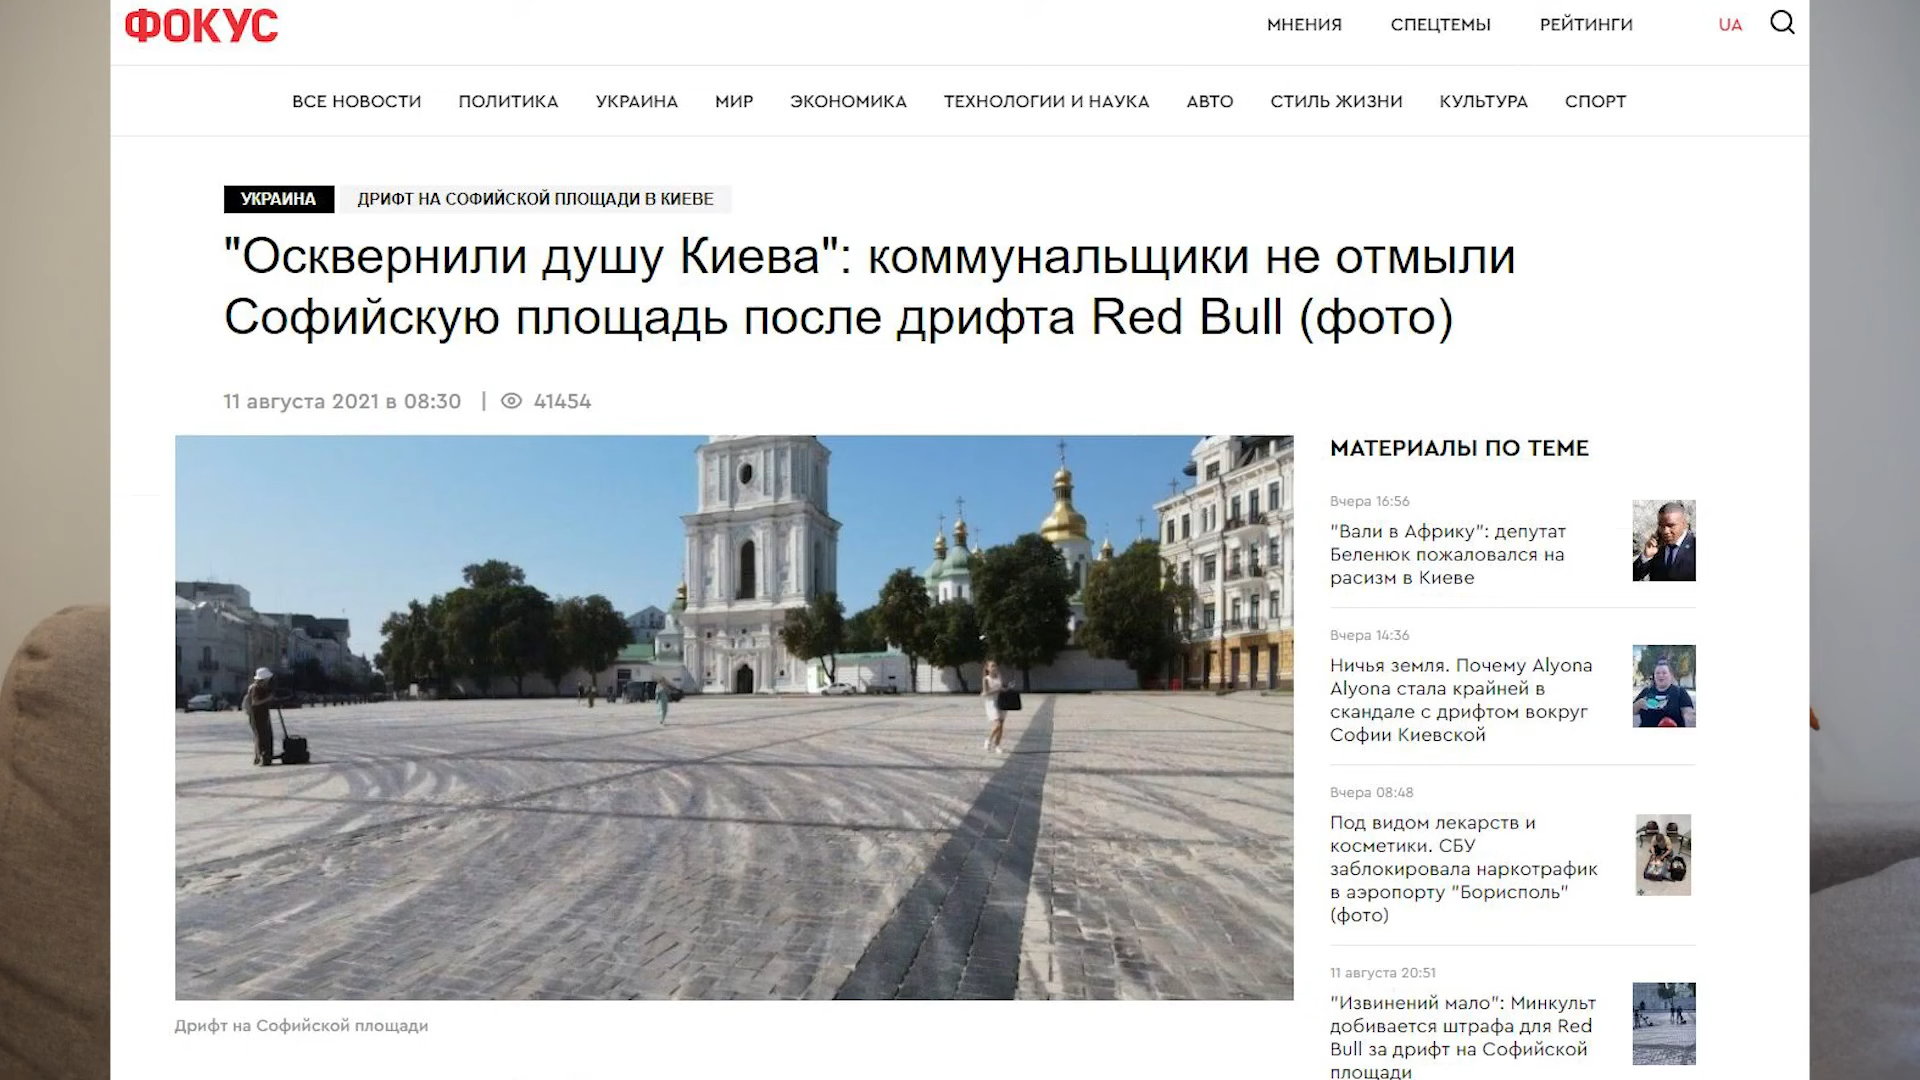 ФОКУС
МНЕНИЯ СПЕЦТЕМЫ РЕЙТИНГИ UA
ВСЕ НОВОСТИ ПОЛИТИКА УКРАИНА МИР ЭКОНОМИКА ТЕХНОЛОГИИ И НАУКА АВТО СТИЛЬ ЖИЗНИ КУЛЬТУРА СПОРТ
УКРАИНА ДРИФТ НА СОФИЙСКОЙ ПЛОЩАДИ В КИЕВЕ
"Осквернили душу Киева": коммунальщики не отмыли
Софийскую площадь после дрифта Red Bull (фото)
11 августа 2021 в 08:30 | 41454
Дрифт на Софийской площади
МАТЕРИАЛЫ ПО ТЕМЕ
Вчера 16:56
"Вали в Африку": депутат
Беленюк пожаловался на
расизм в Киеве
Вчера 14:36
Ничья земля. Почему Alyona
Alyona стала крайней в
скандале с дрифтом вокруг
Софии Киевской
Вчера 08:48
Под видом лекарств и
косметики. СБУ
заблокировала наркотрафик
в аэропорту "Борисполь"
(фото)
11 августа 20:51
"Извинений мало": Минкульт
добивается штрафа для Red
Bull за дрифт на Софийской
площади